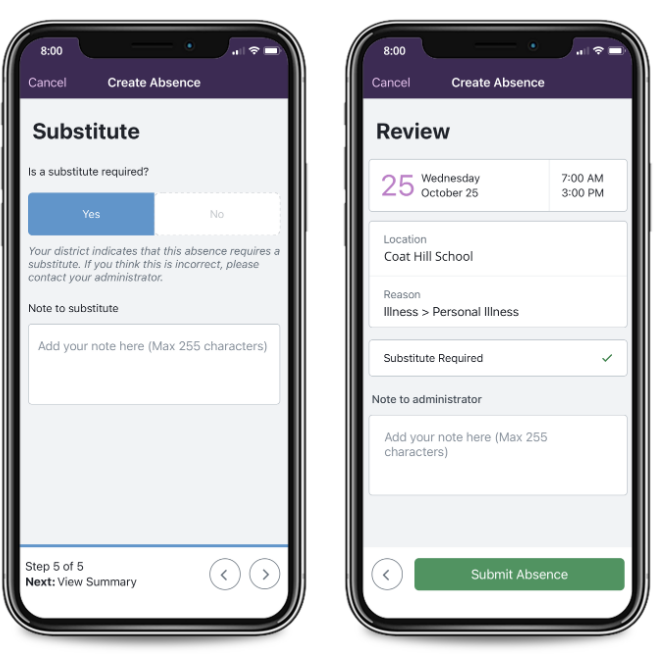 8:00
Cancel
Create Absence
Substitute
Is a substitute required?
Yes
No
Your district indicates that this absence requires a
substitute. If you think this is incorrect, please
contact your administrator.
Note to substitute
Add your note here (Max 255 characters)
Step 5 of 5
Next: View Summary
8:00
Cancel
Create Absence
Review
25
Wednesday
October 25
7:00 AM
3:00 PM
Location
Coat Hill School
Reason
Illness > Personal Illness
Substitute Required
Note to administrator
Add your note here (Max 255
characters)
Submit Absence